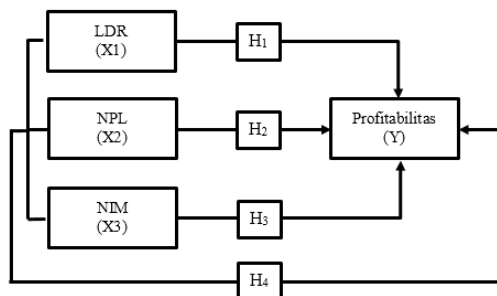 LDR
(X1)
H1
NPL
(X2)
H2
Profitabilitas
(Y)
NIM
(X3)
H3
H4